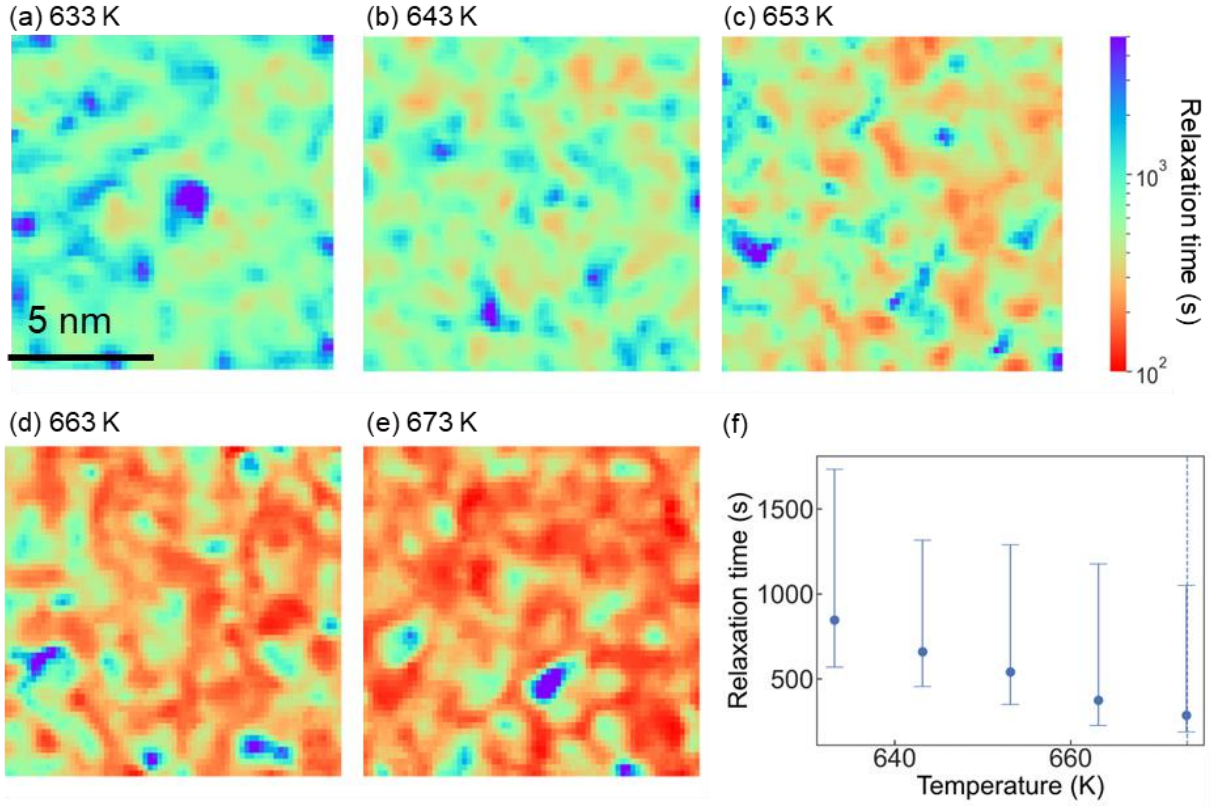 (a) 633 K
(b) 643 K
(c) 653 K
5 nm
10³
10²
Relaxation time (s)
(d) 663 K
(e) 673 K
(f)
1500
1000
500
Relaxation time (s)
640
660
Temperature (K)